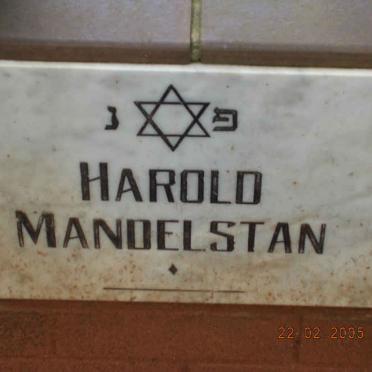 פ נ
HAROLD
MANDELSTAN
22 02 2005